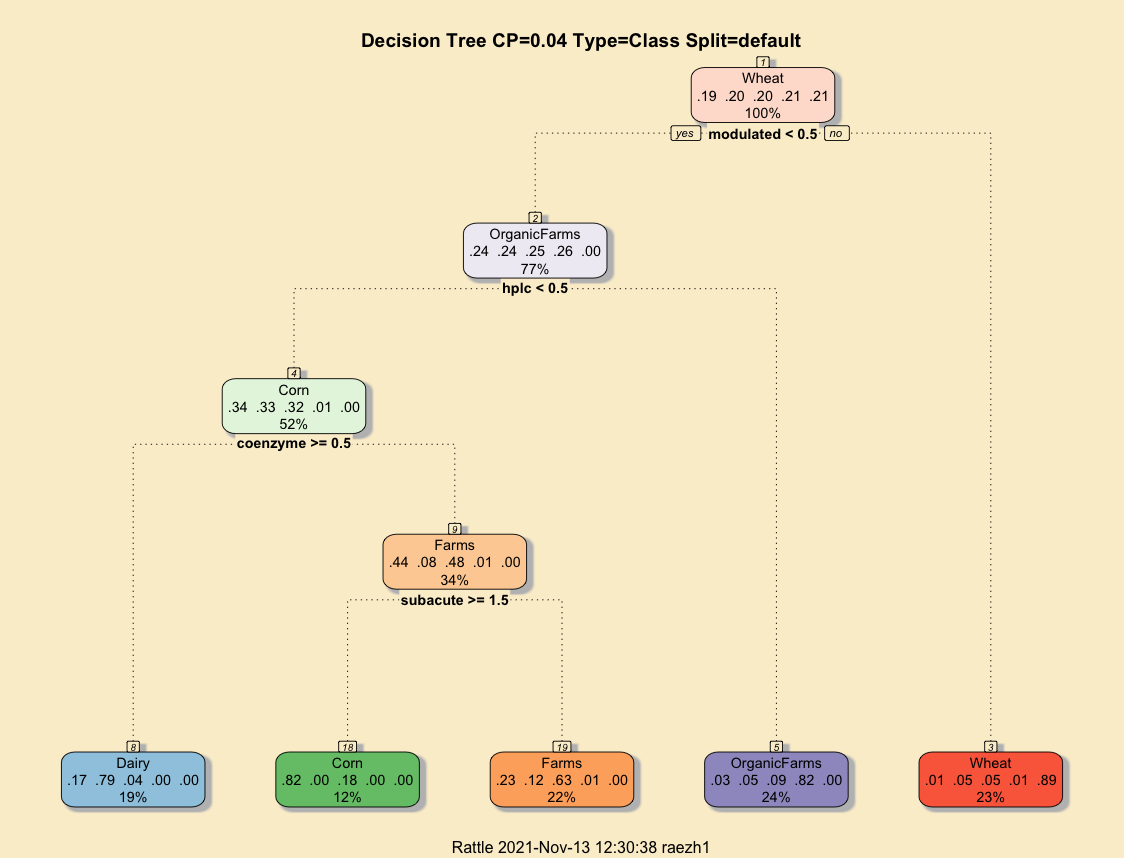 Decision Tree CP=0.04 Type=Class Split=default
1
Wheat
.19 .20 .20 .21 .21
100%
yes modulated < 0.5 no
2
OrganicFarms
.24 .24 .25 .26 .00
77%
hplc < 0.5
4
Corn
.34 .33 .32 .01 .00
52%
coenzyme >= 0.5
9
Farms
.44 .08 .48 .01 .00
34%
subacute >= 1.5
8
Dairy
.17 .79 .04 .00 .00
19%
18
Corn
.82 .00 .18 .00 .00
12%
19
Farms
.23 .12 .63 .01 .00
22%
5
OrganicFarms
.03 .05 .09 .82 .00
24%
3
Wheat
.01 .05 .05 .01 .89
23%
Rattle 2021-Nov-13 12:30:38 raezh1